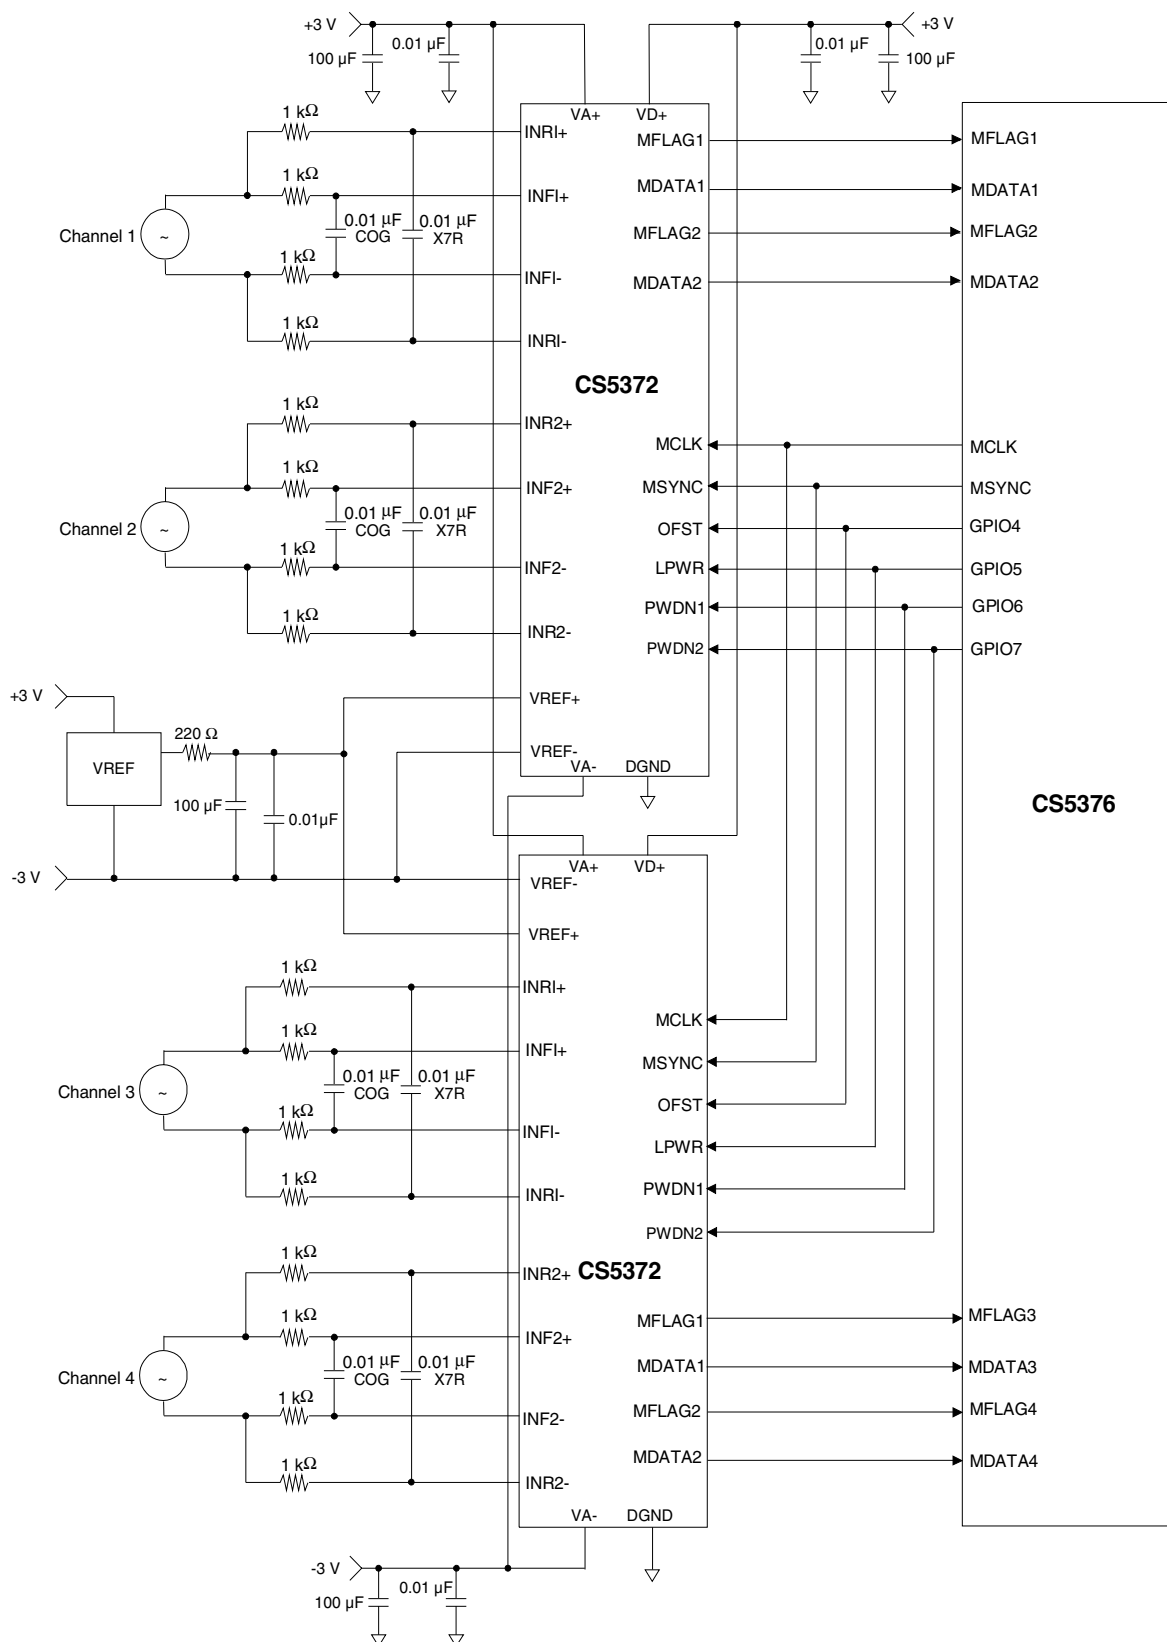 +3 V
100 µF
0.01 µF
+3 V
0.01 µF
100 µF
1 kΩ
1 kΩ
1 kΩ
1 kΩ
Channel 1
~
0.01 µF
COG
0.01 µF
X7R
INRI+
INFI+
INFI-
INRI-
VA+
VD+
MFLAG1
MDATA1
MFLAG2
MDATA2
MFLAG1
MDATA1
MFLAG2
MDATA2
CS5372
1 kΩ
1 kΩ
1 kΩ
1 kΩ
Channel 2
~
0.01 µF
COG
0.01 µF
X7R
INR2+
INF2+
INF2-
INR2-
MCLK
MSYNC
OFST
LPWR
PWDN1
PWDN2
MCLK
MSYNC
GPIO4
GPIO5
GPIO6
GPIO7
+3 V
VREF
220 Ω
100 µF
0.01µF
-3 V
VREF+
VREF-
VA-
DGND
CS5376
VA+
VD+
VREF-
VREF+
1 kΩ
1 kΩ
1 kΩ
1 kΩ
Channel 3
~
0.01 µF
COG
0.01 µF
X7R
INRI+
INFI+
INFI-
INRI-
MCLK
MSYNC
OFST
LPWR
PWDN1
PWDN2
CS5372
1 kΩ
1 kΩ
1 kΩ
1 kΩ
Channel 4
~
0.01 µF
COG
0.01 µF
X7R
INR2+
INF2+
INF2-
INR2-
MFLAG1
MDATA1
MFLAG2
MDATA2
MFLAG3
MDATA3
MFLAG4
MDATA4
VA-
DGND
-3 V
100 µF
0.01 µF